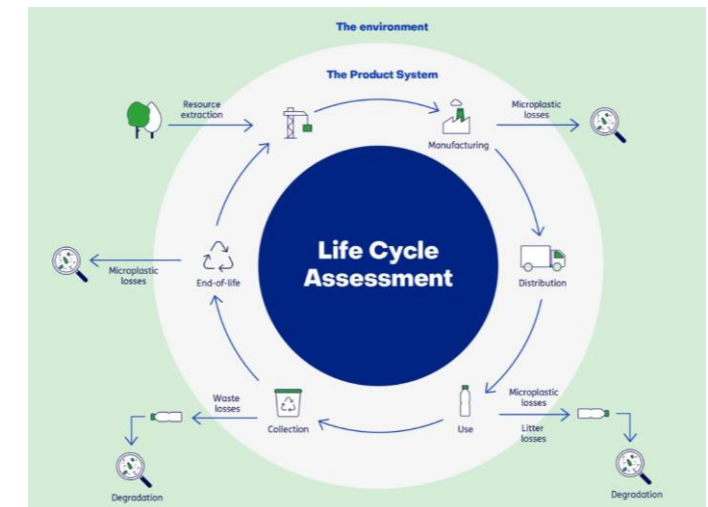 The environment
The Product System
Resource
extraction
Microplastic
losses
Manufacturing
Life Cycle
Assessment
Microplastic
losses
End-of-life
Distribution
Waste
losses
Collection
Use
Microplastic
losses
Litter
losses
Degradation
Degradation